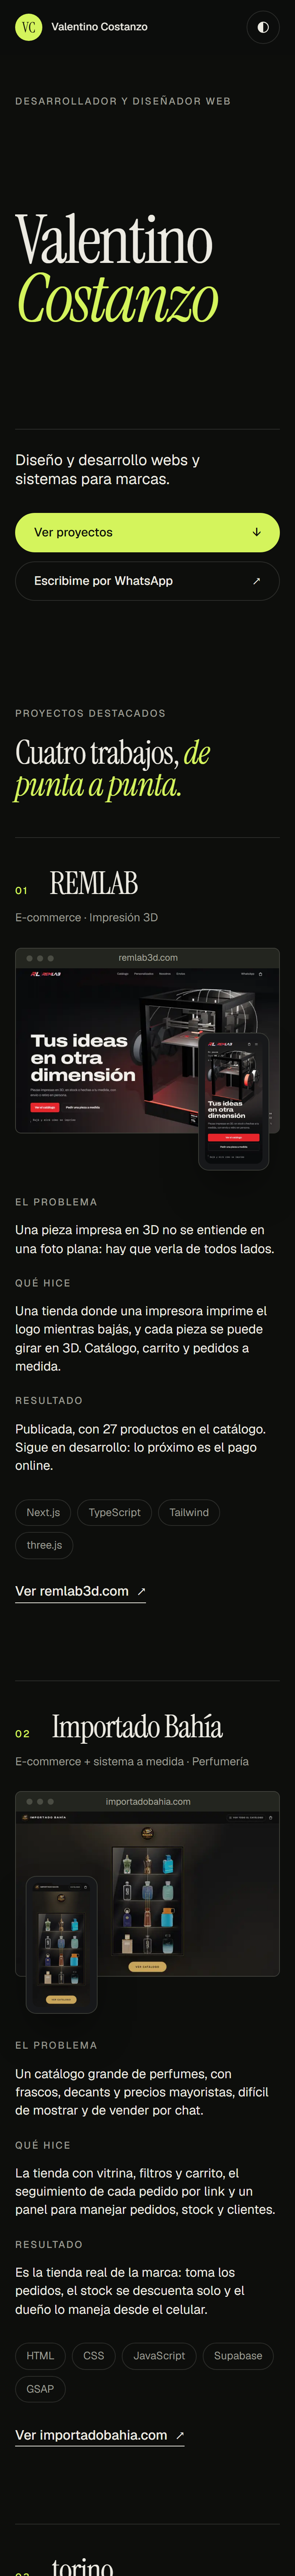 VC
Valentino Costanzo
DESARROLLADOR Y DISEÑADOR WEB
Valentino
Costanzo
Diseño y desarrollo webs y
sistemas para marcas.
Ver proyectos ↓
Escribime por WhatsApp ↗
PROYECTOS DESTACADOS
Cuatro trabajos, de
punta a punta.
01 REMLAB
E-commerce · Impresión 3D
remlab3d.com
Tus ideas
en otra
dimensión
Tus ideas
en otra
dimensión
EL PROBLEMA
Una pieza impresa en 3D no se entiende en
una foto plana: hay que verla de todos lados.
QUÉ HICE
Una tienda donde una impresora imprime el
logo mientras bajás, y cada pieza se puede
girar en 3D. Catálogo, carrito y pedidos a
medida.
RESULTADO
Publicada, con 27 productos en el catálogo.
Sigue en desarrollo: lo próximo es el pago
online.
Next.js TypeScript Tailwind
three.js
Ver remlab3d.com ↗
02 Importado Bahía
E-commerce + sistema a medida · Perfumería
importadobahia.com
IMPORTADO BAHÍA
VER CATÁLOGO
VER CATÁLOGO
EL PROBLEMA
Un catálogo grande de perfumes, con
frascos, decants y precios mayoristas, difícil
de mostrar y de vender por chat.
QUÉ HICE
La tienda con vitrina, filtros y carrito, el
seguimiento de cada pedido por link y un
panel para manejar pedidos, stock y clientes.
RESULTADO
Es la tienda real de la marca: toma los
pedidos, el stock se descuenta solo y el
dueño lo maneja desde el celular.
HTML CSS JavaScript Supabase
GSAP
Ver importadobahia.com ↗
torino